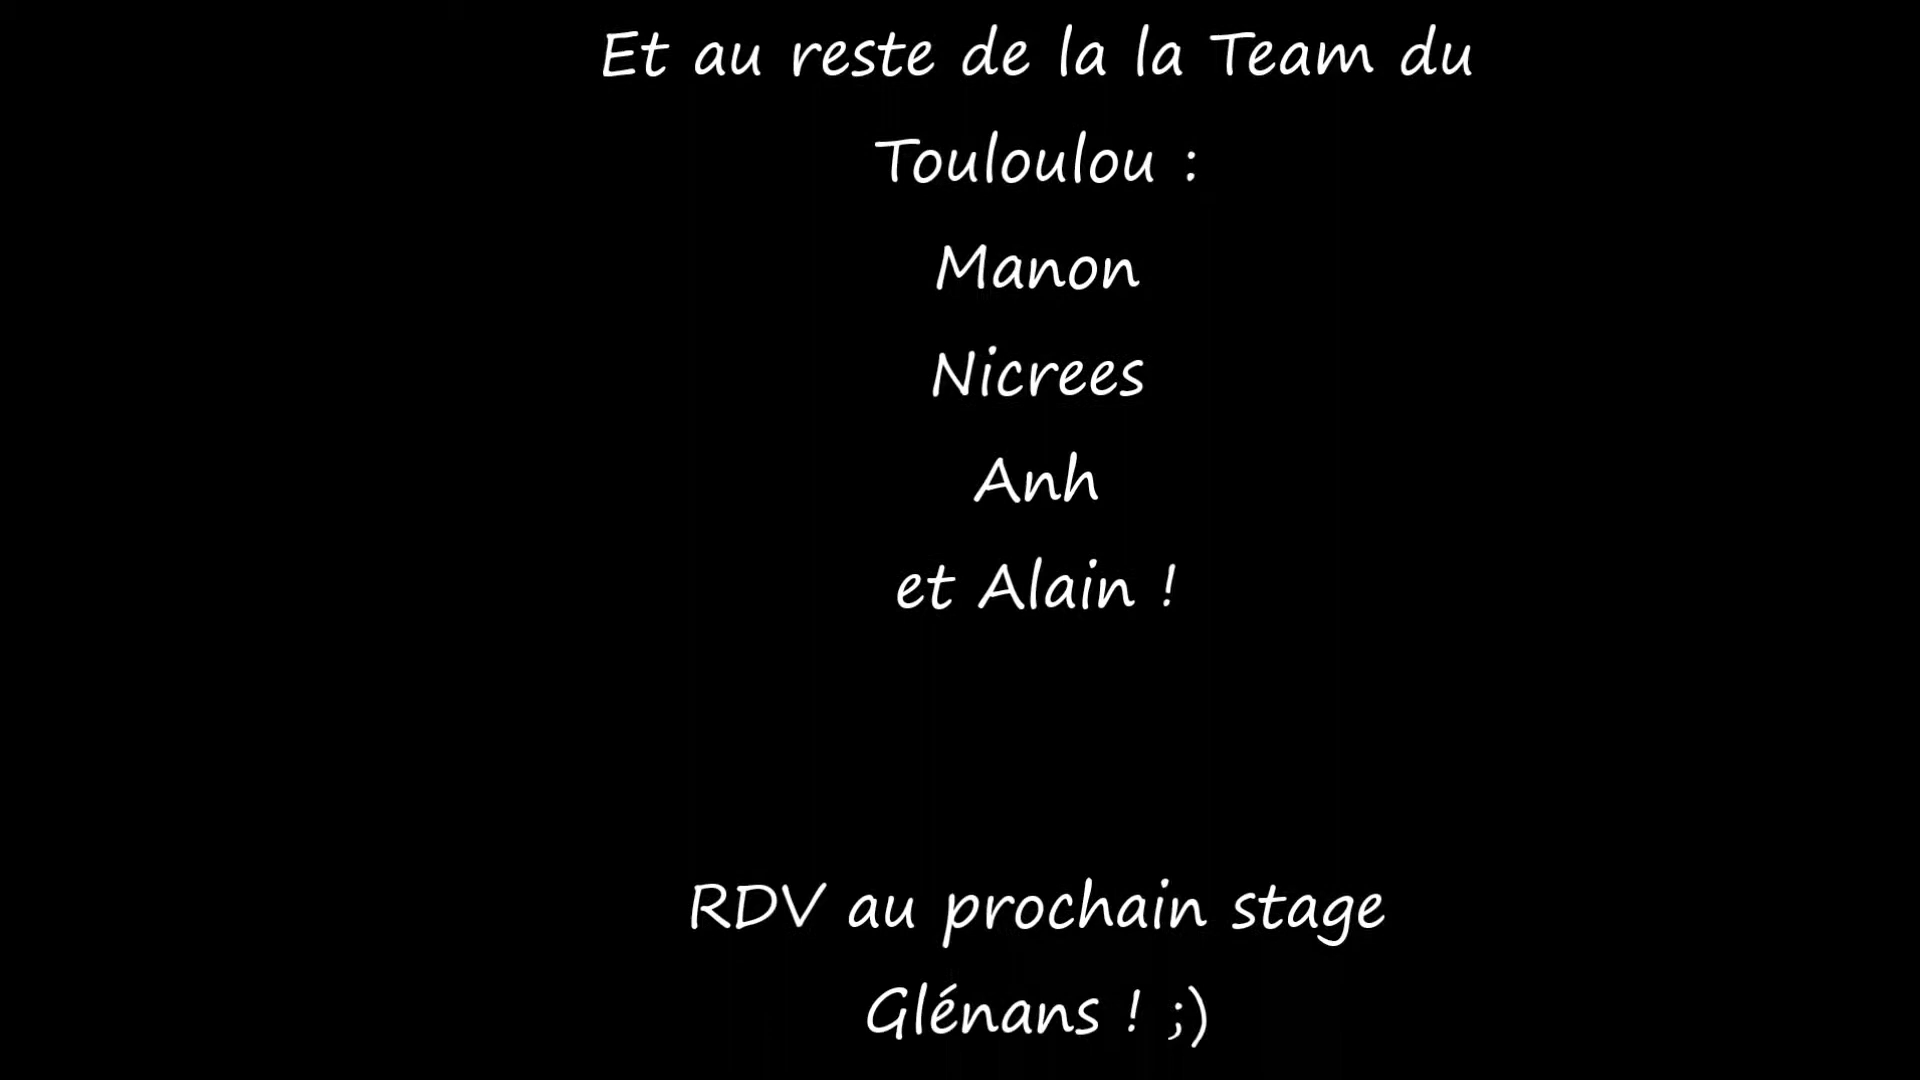 Et au reste de la la Team du
Touloulou :
Manon
Nicrees
Anh
et Alain !
RDV au prochain stage
Glénans ! ;)